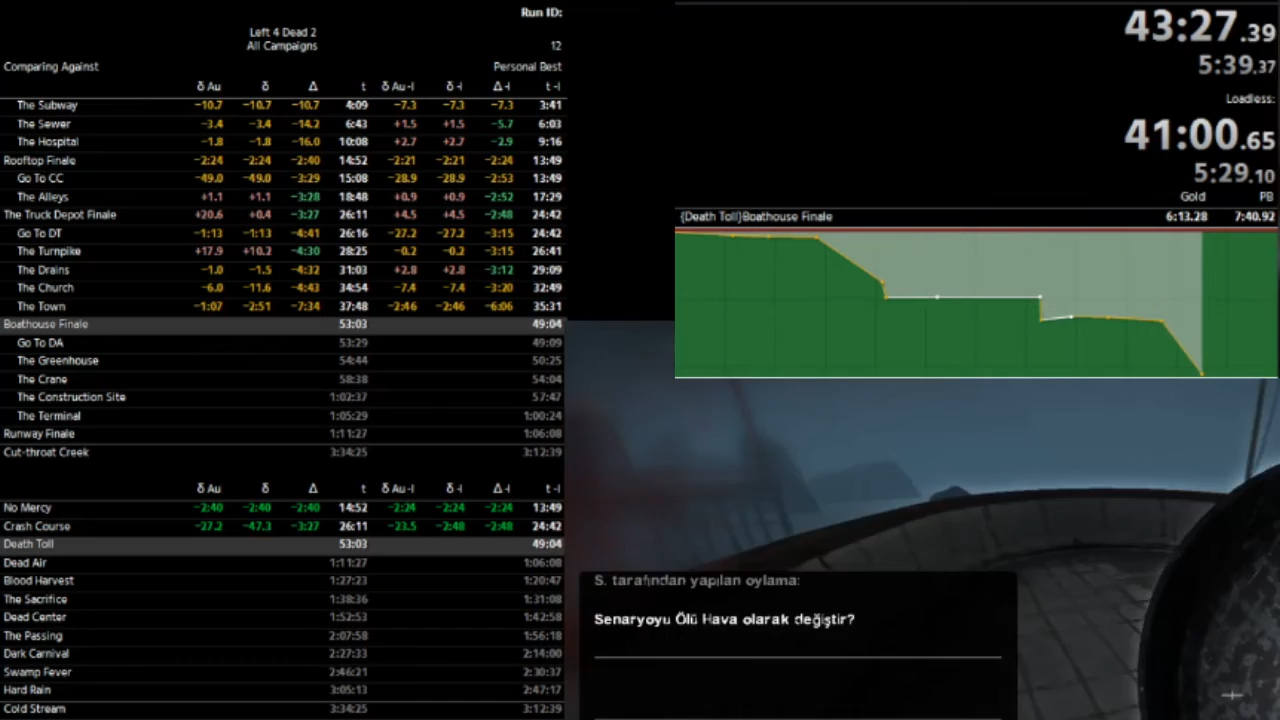 Run ID:
Left 4 Dead 2
All Campaigns
12
Comparing Against Personal Best
δ Au δ Δ t δ Au-l δ -l Δ -l t -l
The Subway −10.7 −10.7 −10.7 4:09 −7.3 −7.3 −7.3 3:41
The Sewer −3.4 −3.4 −14.2 6:43 +1.5 +1.5 −5.7 6:03
The Hospital −1.8 −1.8 −16.0 10:08 +2.7 +2.7 −2.9 9:16
Rooftop Finale −2:24 −2:24 −2:40 14:52 −2:21 −2:21 −2:24 13:49
Go To CC −49.0 −49.0 −3:29 15:08 −28.9 −28.9 −2:53 13:49
The Alleys +1.1 +1.1 −3:28 18:48 +0.9 +0.9 −2:52 17:29
The Truck Depot Finale +20.6 +0.4 −3:27 26:11 +4.5 +4.5 −2:48 24:42
Go To DT −1:13 −1:13 −4:41 26:16 −27.2 −27.2 −3:15 24:42
The Turnpike +17.9 +10.2 −4:30 28:25 −0.2 −0.2 −3:15 26:41
The Drains −1.0 −1.5 −4:32 31:03 +2.8 +2.8 −3:12 29:09
The Church −6.0 −11.6 −4:43 34:54 −7.4 −7.4 −3:20 32:49
The Town −1:07 −2:51 −7:34 37:48 −2:46 −2:46 −6:06 35:31
Boathouse Finale 53:03 49:04
Go To DA 53:29 49:09
The Greenhouse 54:44 50:25
The Crane 58:38 54:04
The Construction Site 1:02:37 57:47
The Terminal 1:05:29 1:00:24
Runway Finale 1:11:27 1:06:08
Cut-throat Creek 3:34:25 3:12:39
δ Au δ Δ t δ Au-l δ -l Δ -l t -l
No Mercy −2:40 −2:40 −2:40 14:52 −2:24 −2:24 −2:24 13:49
Crash Course −27.2 −47.3 −3:27 26:11 −23.5 −2:48 −2:48 24:42
Death Toll 53:03 49:04
Dead Air 1:11:27 1:06:08
Blood Harvest 1:27:23 1:20:47
The Sacrifice 1:38:36 1:31:08
Dead Center 1:52:53 1:42:58
The Passing 2:07:58 1:56:18
Dark Carnival 2:27:33 2:14:00
Swamp Fever 2:46:21 2:30:37
Hard Rain 3:05:13 2:47:17
Cold Stream 3:34:25 3:12:39
43:27.39
5:39.37
Loadless:
41:00.65
5:29.10
Gold PB
{Death Toll}Boathouse Finale 6:13.28 7:40.92
S. tarafından yapılan oylama:
Senaryoyu Ölü Hava olarak değiştir?